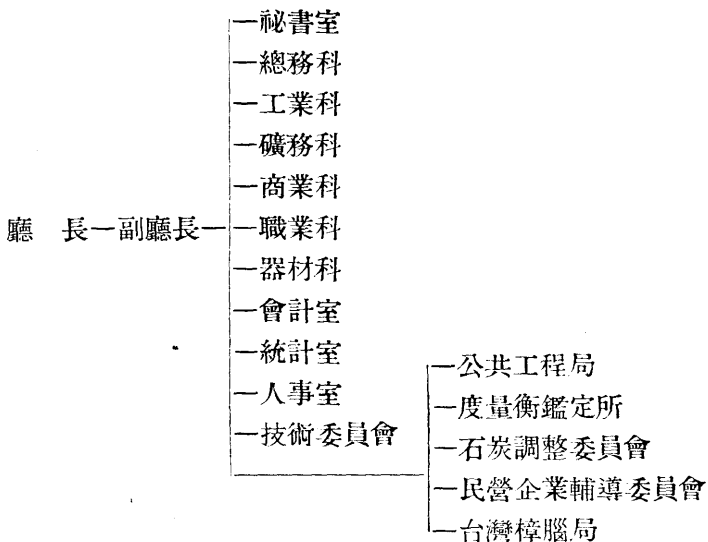 祕書室
總務科
工業科
礦務科
商業科
廳　長—副廳長—職業科
器材科
會計室
統計室
人事室
技術委員會
公共工程局
度量衡鑑定所
石炭調整委員會
民營企業輔導委員會
台灣樟腦局